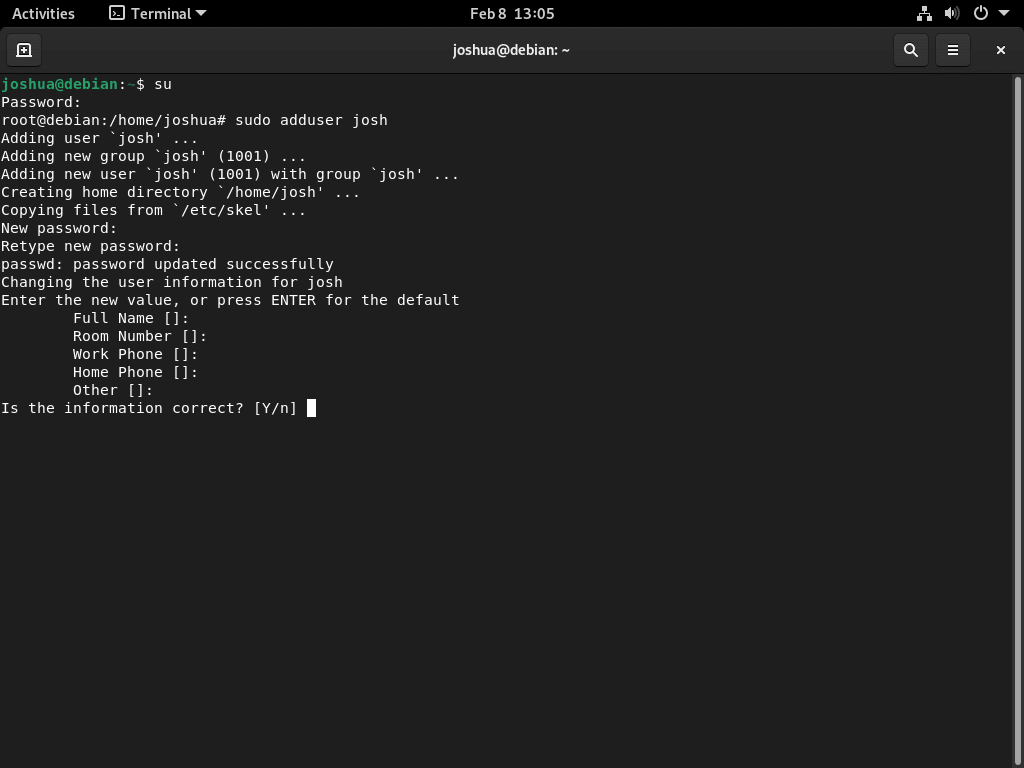 Activities Terminal Feb 8 13:05
joshua@debian: ~
joshua@debian:~$ su
Password:
root@debian:/home/joshua# sudo adduser josh
Adding user `josh' ...
Adding new group `josh' (1001) ...
Adding new user `josh' (1001) with group `josh' ...
Creating home directory `/home/josh' ...
Copying files from `/etc/skel' ...
New password:
Retype new password:
passwd: password updated successfully
Changing the user information for josh
Enter the new value, or press ENTER for the default
Full Name []:
Room Number []:
Work Phone []:
Home Phone []:
Other []:
Is the information correct? [Y/n]